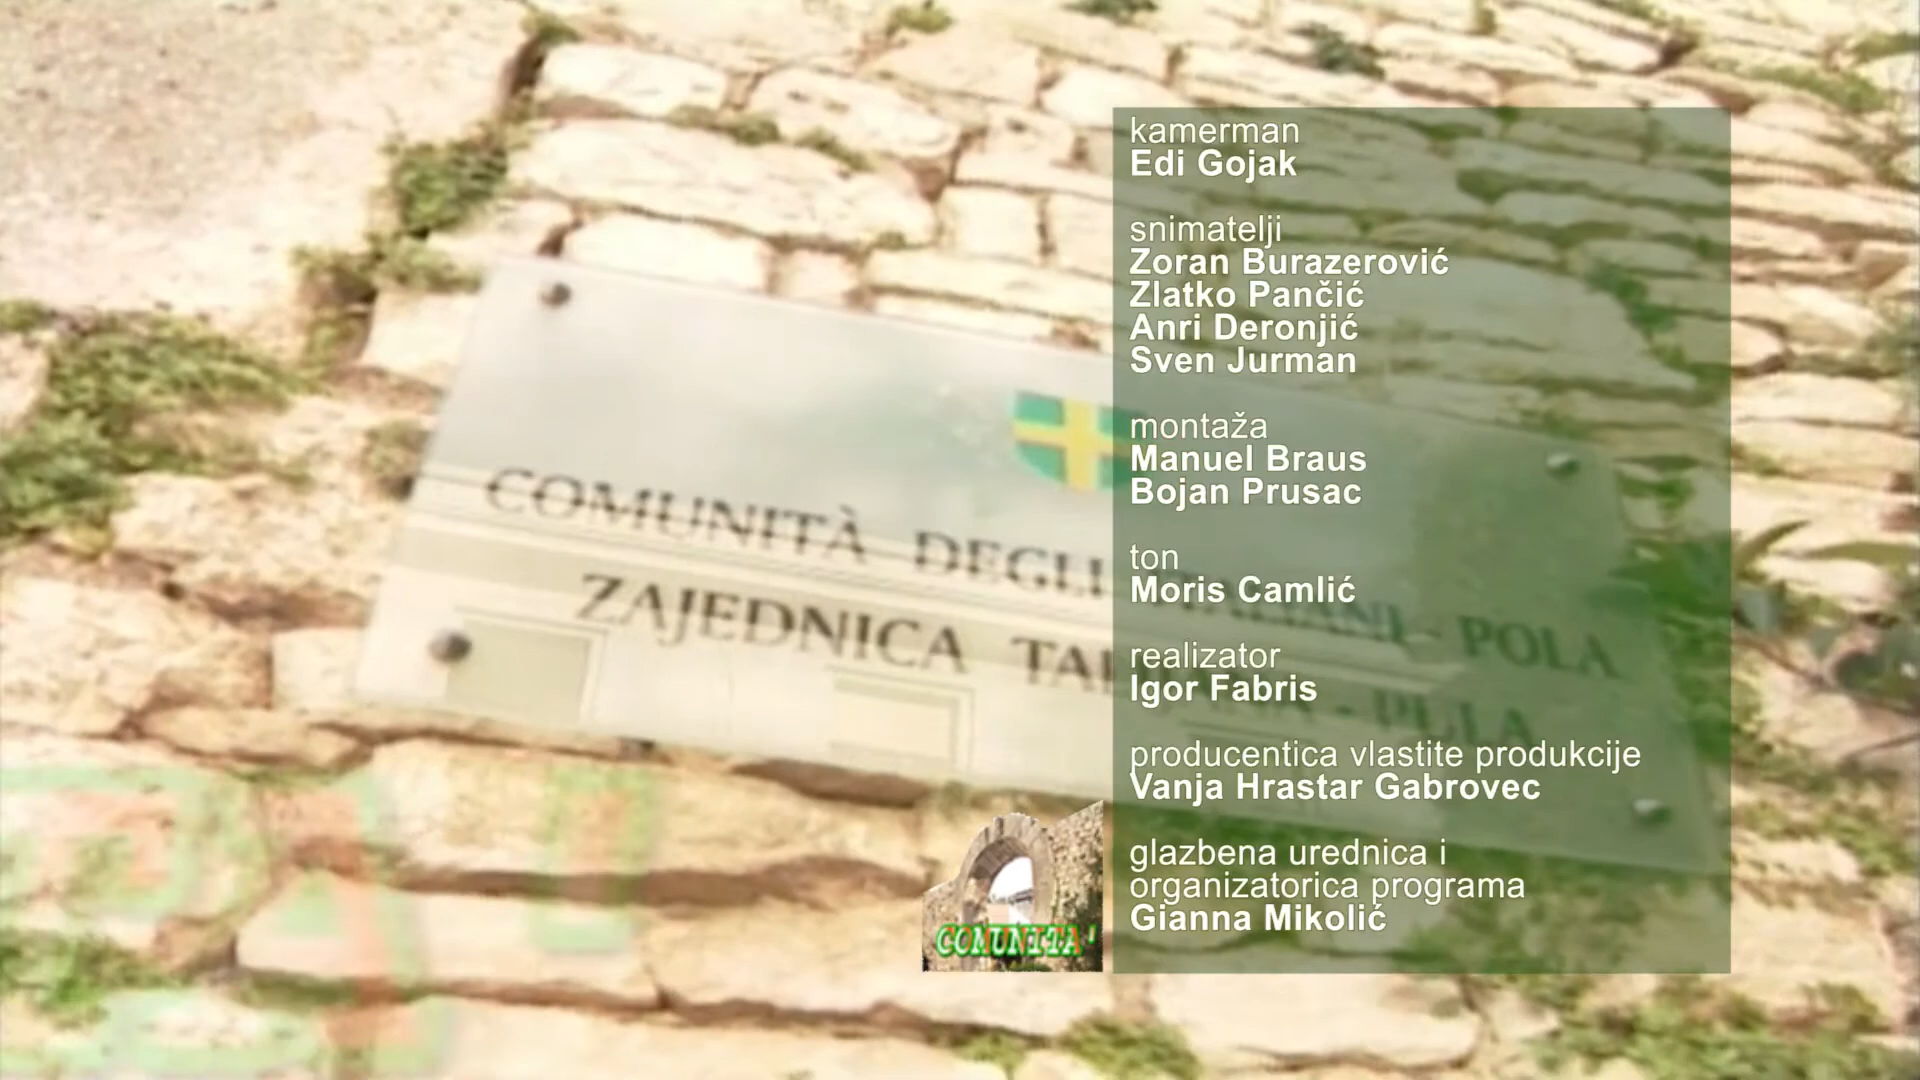 kamerman
Edi Gojak
snimatelji
Zoran Burazerović
Zlatko Pančić
Anri Deronjić
Sven Jurman
montaža
Manuel Braus
Bojan Prusac
ton
Moris Camlić
realizator
Igor Fabris
producentica vlastite produkcije
Vanja Hrastar Gabrovec
glazbena urednica i
organizatorica programa
Gianna Mikolić
COMUNITÀ DEGLI ITALIANI - POLA
ZAJEDNICA - PULA
COMUNITA'